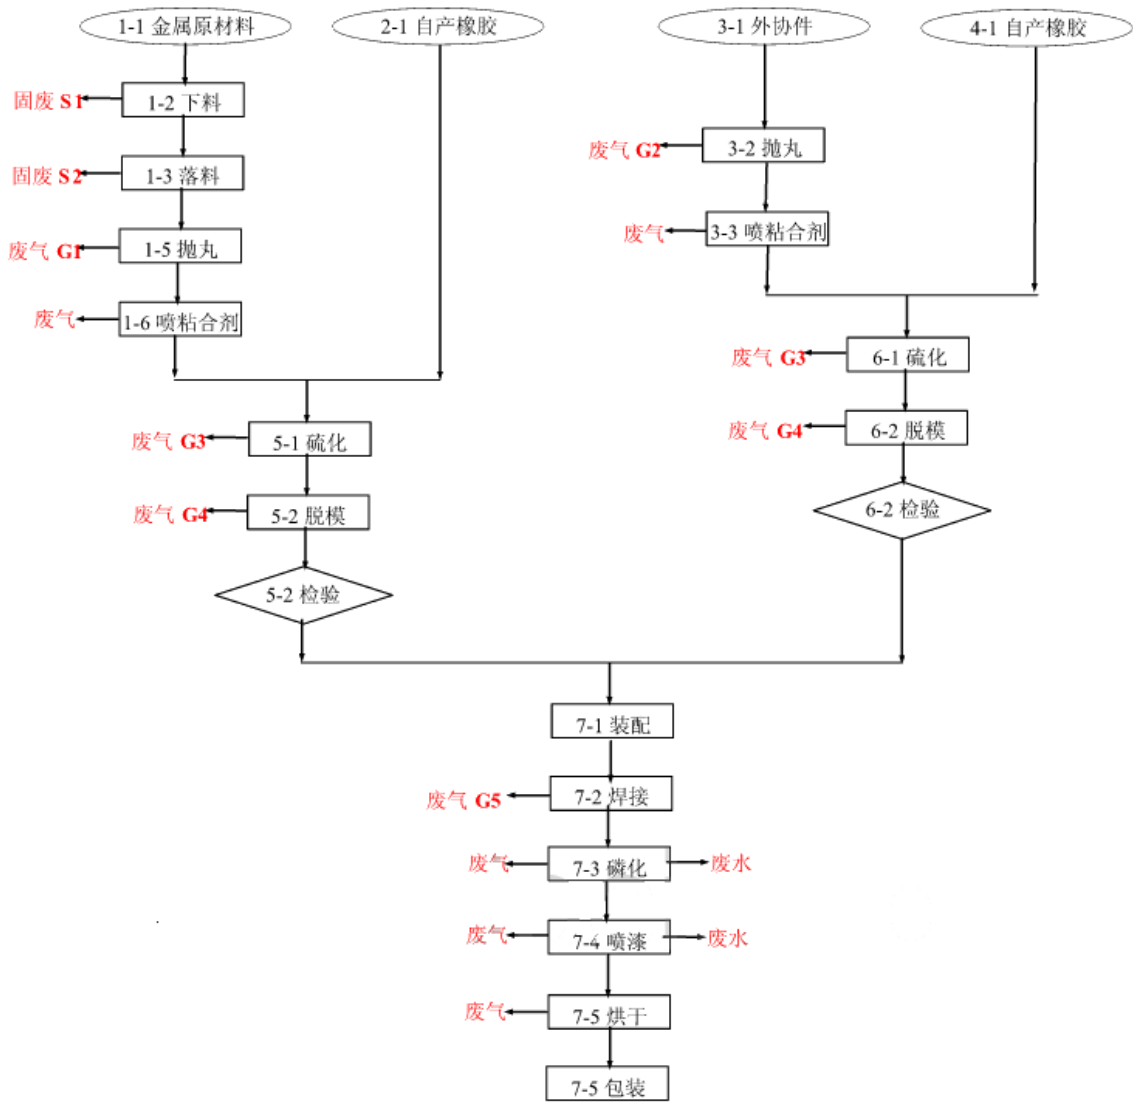 1-1 金属原材料
2-1 自产橡胶
3-1 外协件
4-1 自产橡胶
固废 S1
1-2 下料
废气 G2
3-2 抛丸
固废 S2
1-3 落料
废气
3-3 喷粘合剂
废气 G1
1-5 抛丸
废气
1-6 喷粘合剂
废气 G3
6-1 硫化
废气 G3
5-1 硫化
废气 G4
6-2 脱模
废气 G4
5-2 脱模
6-2 检验
5-2 检验
7-1 装配
废气 G5
7-2 焊接
废气
7-3 磷化
废水
废气
7-4 喷漆
废水
废气
7-5 烘干
7-5 包装